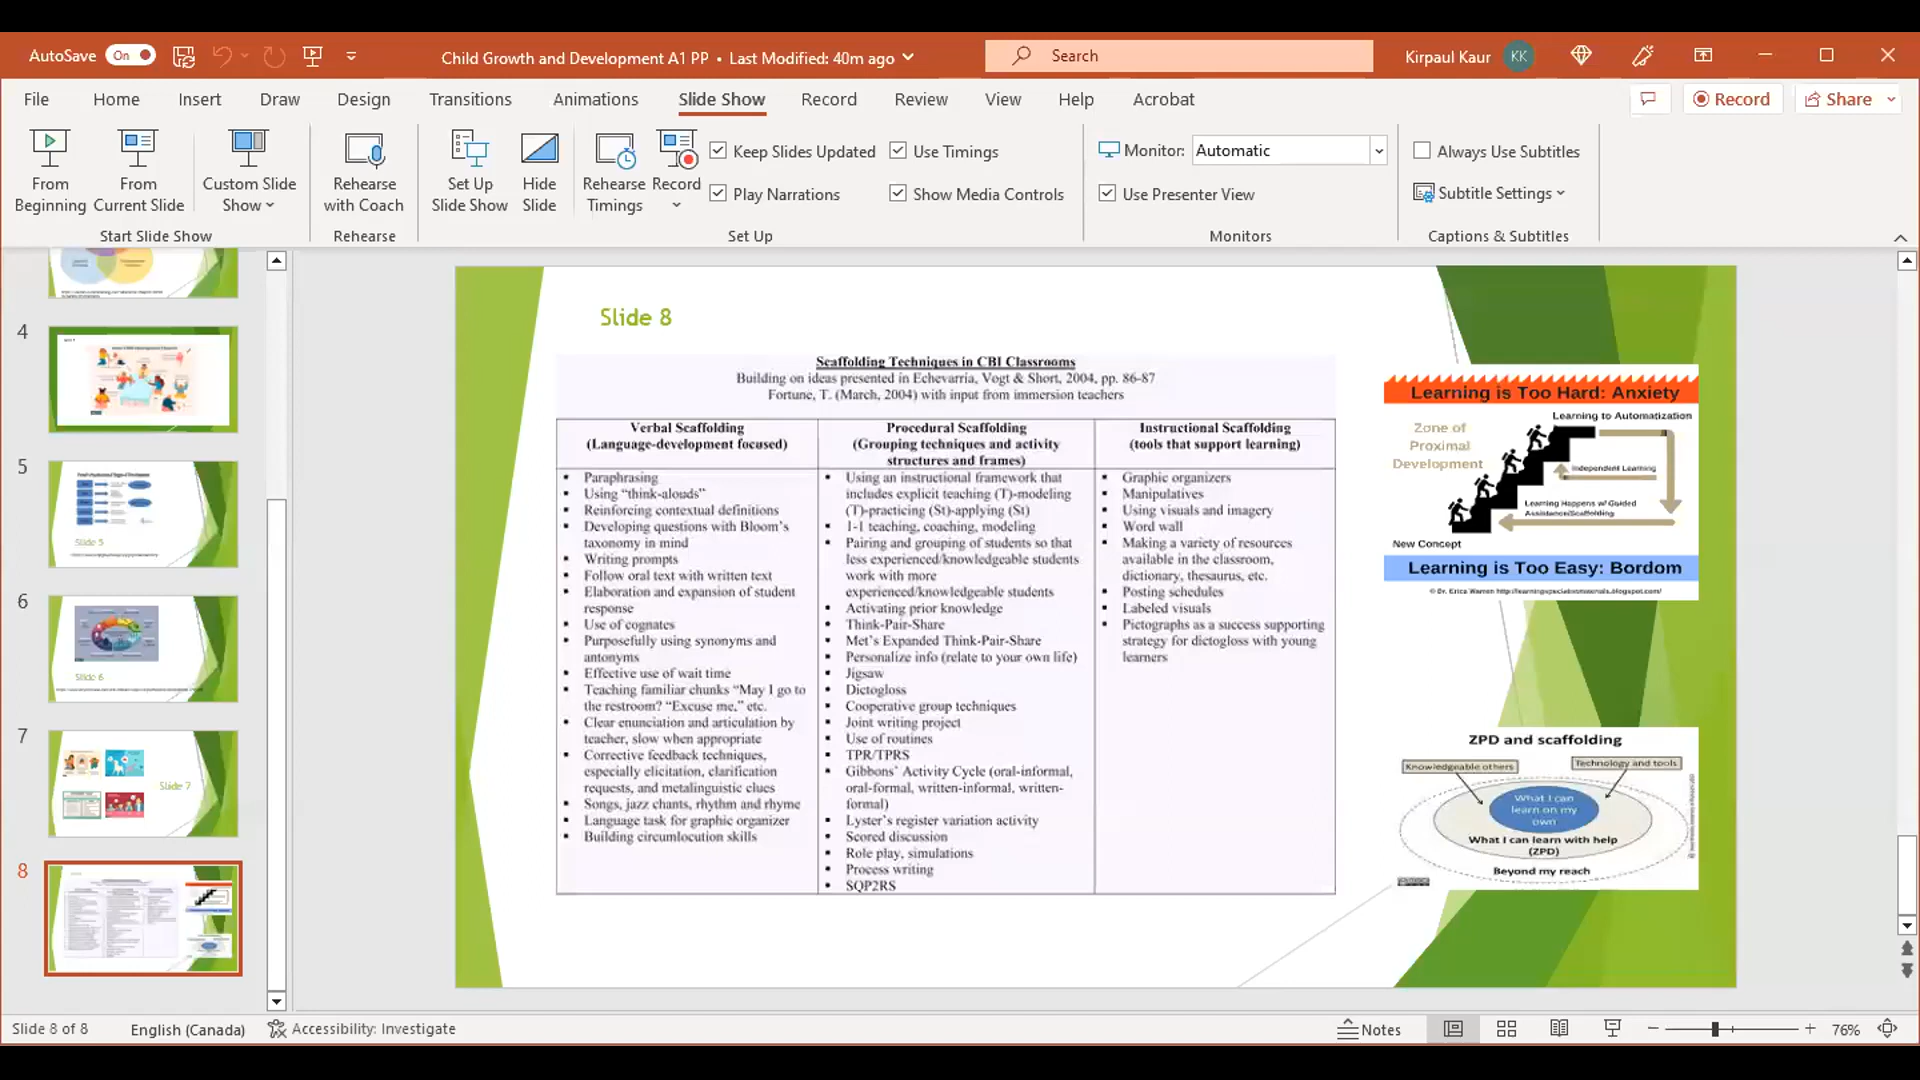 AutoSave On
Child Growth and Development A1 PP • Last Modified: 40m ago
Search
Kirpaul Kaur KK
File Home Insert Draw Design Transitions Animations Slide Show Record Review View Help Acrobat
Record Share
From Beginning
From Current Slide
Custom Slide Show
Rehearse with Coach
Set Up Slide Show
Hide Slide
Rehearse Timings
Record
Keep Slides Updated
Use Timings
Play Narrations
Show Media Controls
Monitor: Automatic
Use Presenter View
Always Use Subtitles
Subtitle Settings
Start Slide Show Rehearse Set Up Monitors Captions & Subtitles
4
5
Slide 5
6
Slide 6
7
Slide 7
8
Slide 8
Scaffolding Techniques in CBI Classrooms
Building on ideas presented in Echevarria, Vogt & Short, 2004, pp. 86-87
Fortune, T. (March, 2004) with input from immersion teachers
Verbal Scaffolding
(Language-development focused)
Paraphrasing
Using “think-alouds”
Reinforcing contextual definitions
Developing questions with Bloom’s
taxonomy in mind
Writing prompts
Follow oral text with written text
Elaboration and expansion of student
response
Use of cognates
Purposefully using synonyms and
antonyms
Effective use of wait time
Teaching familiar chunks “May I go to
the restroom? “Excuse me,” etc.
Clear enunciation and articulation by
teacher, slow when appropriate
Corrective feedback techniques,
especially elicitation, clarification
requests, and metalinguistic clues
Songs, jazz chants, rhythm and rhyme
Language task for graphic organizer
Building circumlocution skills
Procedural Scaffolding
(Grouping techniques and activity
structures and frames)
Using an instructional framework that
includes explicit teaching (T)-modeling
(T)-practicing (St)-applying (St)
1-1 teaching, coaching, modeling
Pairing and grouping of students so that
less experienced/knowledgeable students
work with more
experienced/knowledgeable students
Activating prior knowledge
Think-Pair-Share
Met’s Expanded Think-Pair-Share
Personalize info (relate to your own life)
Jigsaw
Dictogloss
Cooperative group techniques
Joint writing project
Use of routines
TPR/TPRS
Gibbons’ Activity Cycle (oral-informal,
oral-formal, written-informal, written-
formal)
Lyster’s register variation activity
Scored discussion
Role play, simulations
Process writing
SQP2RS
Instructional Scaffolding
(tools that support learning)
Graphic organizers
Manipulatives
Using visuals and imagery
Word wall
Making a variety of resources
available in the classroom,
dictionary, thesaurus, etc.
Posting schedules
Labeled visuals
Pictographs as a success supporting
strategy for dictogloss with young
learners
Learning is Too Hard: Anxiety
Learning to Automatization
Zone of
Proximal
Development
Independent Learning
Learning Happens w/ Guided
Assistance/Scaffolding
New Concept
Learning is Too Easy: Bordom
© Dr. Erica Warren http://learningspecialistmaterials.blogspot.com/
ZPD and scaffolding
Knowledgeable others
Technology and tools
What I can
learn on my
own
What I can learn with help
(ZPD)
Beyond my reach
Slide 8 of 8 English (Canada) Accessibility: Investigate
Notes 76%